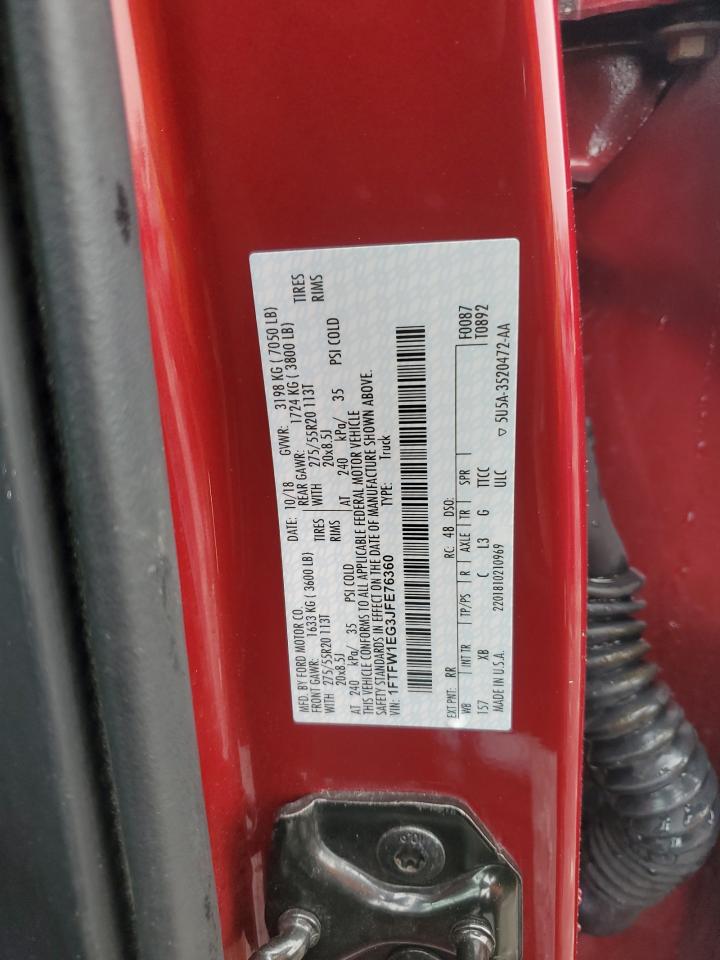 MFD. BY FORD MOTOR CO. DATE: 10/18 GVWR: 3198 KG ( 7050 LB)
FRONT GAWR: 1633 KG ( 3600 LB) REAR GAWR: 1724 KG ( 3800 LB)
WITH 275/55R20 113T TIRES WITH 275/55R20 113T TIRES
20x8.5J RIMS 20x8.5J RIMS
AT 240 kPa/ 35 PSI COLD AT 240 kPa/ 35 PSI COLD
THIS VEHICLE CONFORMS TO ALL APPLICABLE FEDERAL MOTOR VEHICLE
SAFETY STANDARDS IN EFFECT ON THE DATE OF MANUFACTURE SHOWN ABOVE.
VIN: 1FTFW1EG3JFE76360 TYPE: Truck
EXT PNT: RR RC: 48 DSO: F0087
WB INT TR TP/PS R AXLE TR SPR T0892
157 XB C L3 G TTCC
MADE IN U.S.A. 2201810210969 ULC ▽ 5U5A-3520472-AA